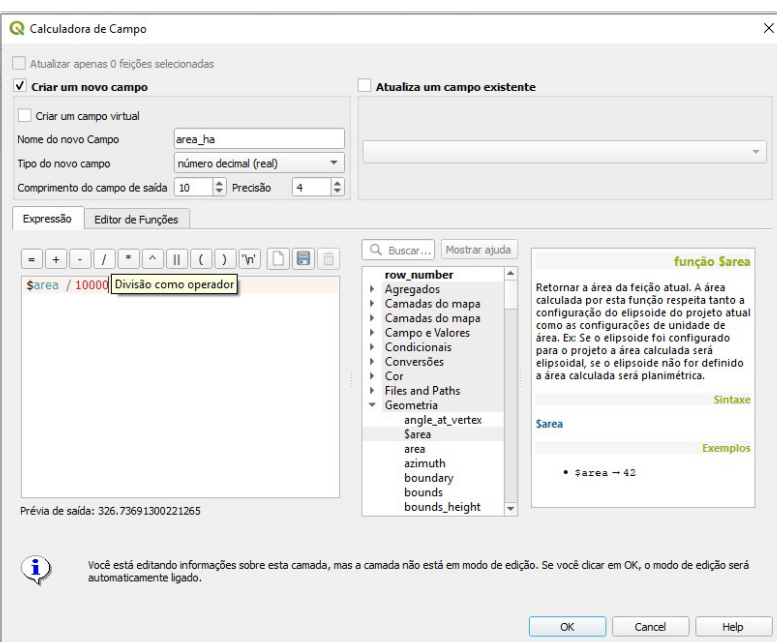 Calculadora de Campo
Atualizar apenas 0 feições selecionadas
Criar um novo campo
Atualiza um campo existente
Criar um campo virtual
Nome do novo Campo area_ha
Tipo do novo campo número decimal (real)
Comprimento do campo de saída 10 Precisão 4
Expressão Editor de Funções
= + - / * ^ || ( ) '\n'
$area / 10000 Divisão como operador
Prévia de saída: 326.73691300221265
Buscar... Mostrar ajuda
row_number
Agregados
Camadas do mapa
Camadas do mapa
Campo e Valores
Condicionais
Conversões
Cor
Files and Paths
Geometria
angle_at_vertex
$area
area
azimuth
boundary
bounds
bounds_height
função $area
Retornar a área da feição atual. A área
calculada por esta função respeita tanto a
configuração do elipsoide do projeto atual
como as configurações de unidade de
área. Ex: Se o elipsoide foi configurado
para o projeto a área calculada será
elipsoidal, se o elipsoide não for definido
a área calculada será planimétrica.
Sintaxe
$area
Exemplos
• $area → 42
Você está editando informações sobre esta camada, mas a camada não está em modo de edição. Se você clicar em OK, o modo de edição será
automaticamente ligado.
OK Cancel Help